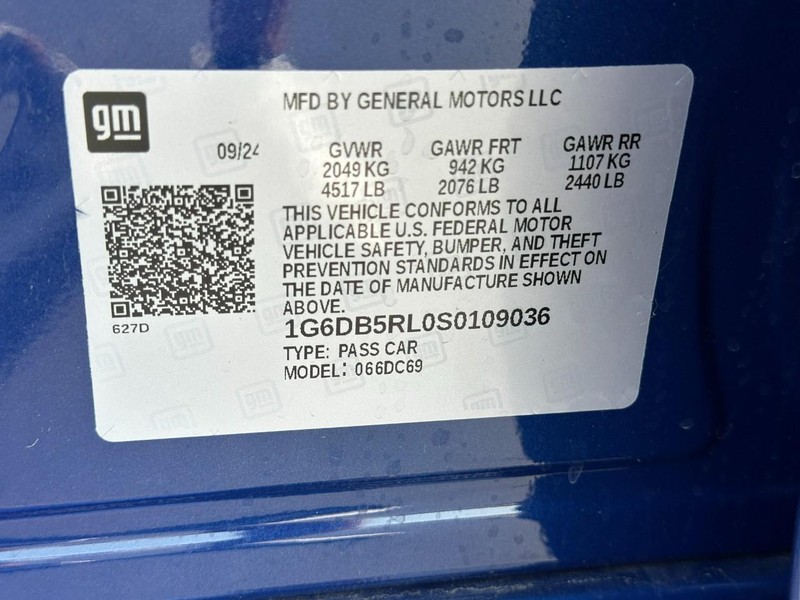 gm
MFD BY GENERAL MOTORS LLC
09/24
GVWR GAWR FRT GAWR RR
2049 KG 942 KG 1107 KG
4517 LB 2076 LB 2440 LB
THIS VEHICLE CONFORMS TO ALL
APPLICABLE U.S. FEDERAL MOTOR
VEHICLE SAFETY, BUMPER, AND THEFT
PREVENTION STANDARDS IN EFFECT ON
THE DATE OF MANUFACTURE SHOWN
ABOVE.
627D
1G6DB5RL0S0109036
TYPE: PASS CAR
MODEL: 066DC69